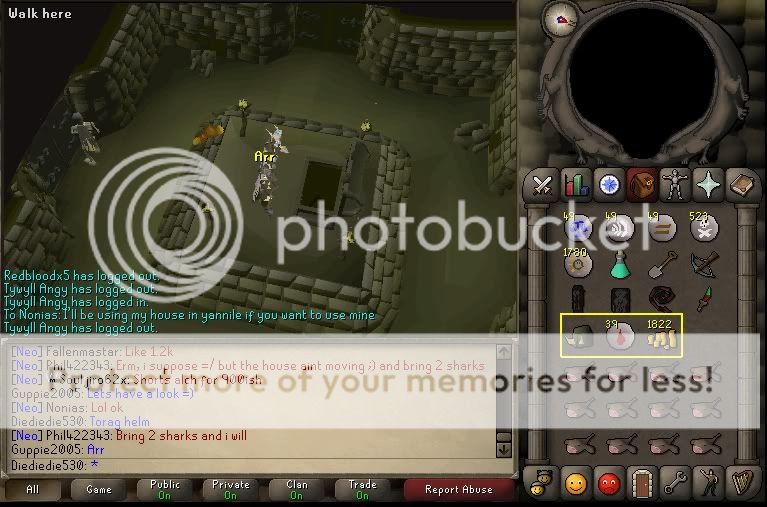 Walk here
Arr
Redbloodx5 has logged out.
Tywyll Angy has logged out.
Tywyll Angy has logged in.
To Nonias: I'll be using my house in yannile if you want to use mine
Tywyll Angy has logged out.
[Neo] Fallenmastar: Like 1.2k
[Neo] Phil422343: Erm, i suppose =/ but the house aint moving ;) and bring 2 sharks
[Neo] Shorts alch for 900ish
Guppie2005: Lets have a look =)
[Neo] Nonias: Lol ok
Diediedie530: Torag helm
[Neo] Phil422343: Bring 2 sharks and i will
Guppie2005: Arr
Diediedie530: *
All
Game
Public
On
Private
On
Clan
On
Trade
On
Report Abuse
49
49
49
523
1780
39
1822
photobucket
more of your memories for less!